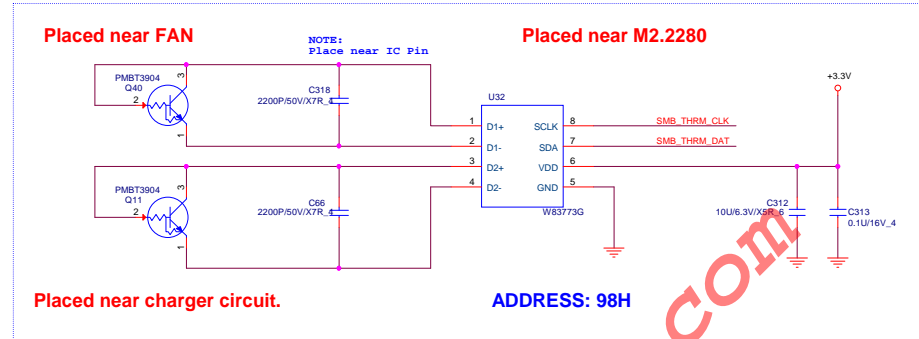 Placed near FAN
NOTE:
Place near IC Pin
Placed near M2.2280
PMBT3904
Q40
3
2
1
C318
2200P/50V/X7R_4
U32
1 D1+
2 D1-
3 D2+
4 D2-
SCLK 8
SDA 7
VDD 6
GND 5
W83773G
SMB_THRM_CLK
SMB_THRM_DAT
+3.3V
PMBT3904
Q11
3
2
1
C66
2200P/50V/X7R_4
C312
10U/6.3V/X5R_6
C313
0.1U/16V_4
Placed near charger circuit.
ADDRESS: 98H
com